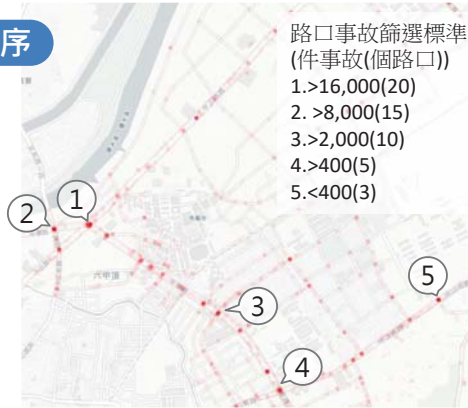 序
路口事故篩選標準
(件事故(個路口))
1.>16,000(20)
2. >8,000(15)
3.>2,000(10)
4.>400(5)
5.<400(3)
1
2
六甲頂
5
3
4